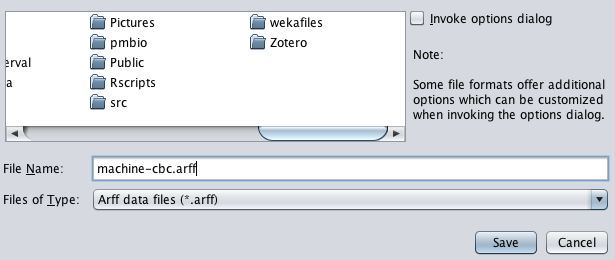 Pictures
wekafiles
pmbio
Zotero
erval
Public
a
Rscripts
src
Invoke options dialog
Note:
Some file formats offer additional
options which can be customized
when invoking the options dialog.
File Name:
machine-cbc.arff
Files of Type:
Arff data files (*.arff)
Save
Cancel